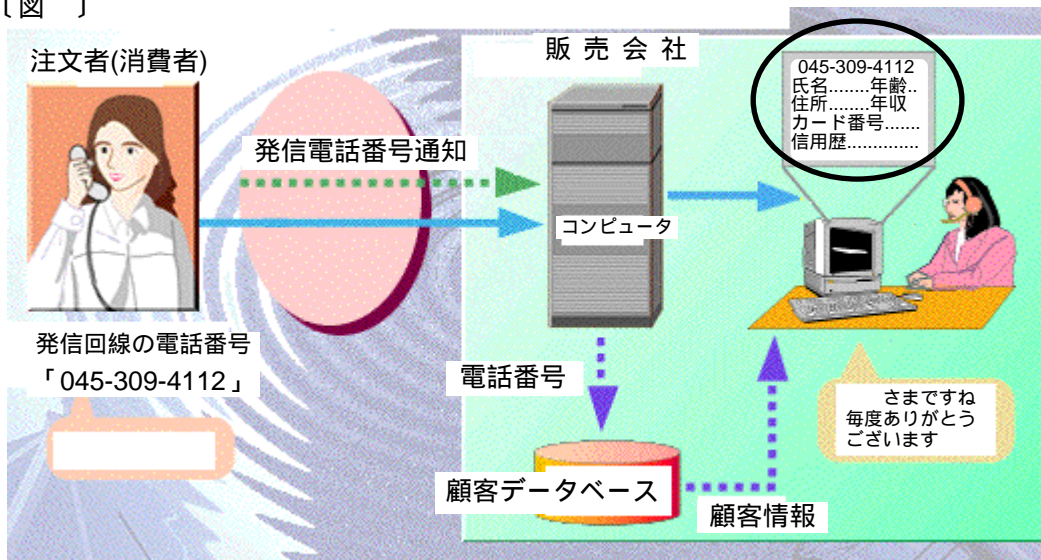 〔図 〕
注文者(消費者)
販売会社
045-309-4112
氏名.......年齢..
住所........年収
カード番号.......
信用歴.............
発信電話番号通知
コンピュータ
発信回線の電話番号
「045-309-4112」
電話番号
さまですね
毎度ありがとう
ございます
顧客データベース
顧客情報